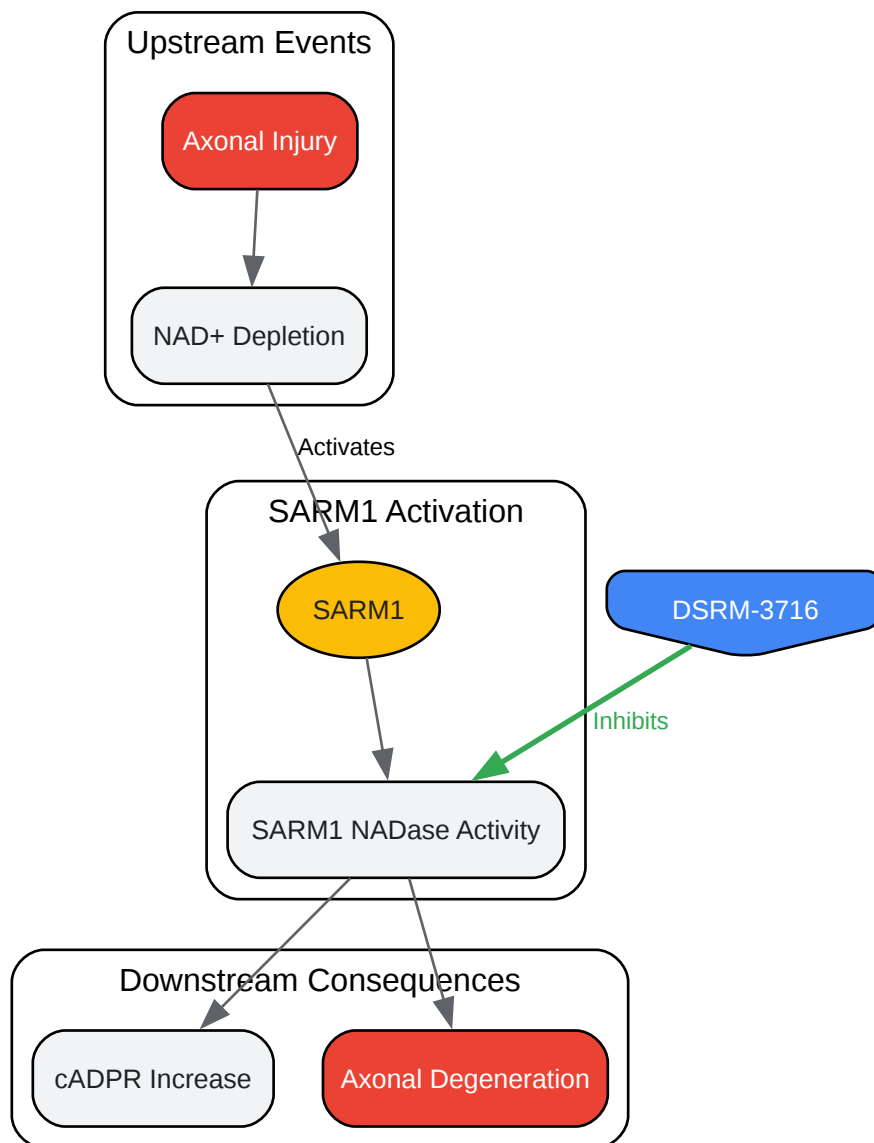 Upstream Events
Axonal Injury
NAD+ Depletion
Activates
SARM1 Activation
SARM1
DSRM-3716
Inhibits
SARM1 NADase Activity
Downstream Consequences
cADPR Increase
Axonal Degeneration